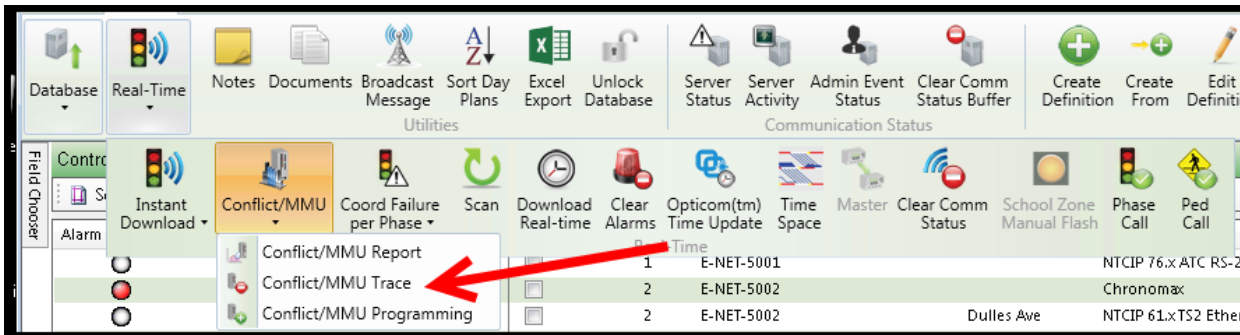 Database
Real-Time
Notes
Documents
Broadcast
Message
Sort Day
Plans
Excel
Export
Unlock
Database
Server
Status
Server
Activity
Admin Event
Status
Clear Comm
Status Buffer
Create
Definition
Create
From
Edit
Utilities
Communication Status
Field Chooser
Instant
Download
Conflict/MMU
Coord Failure
per Phase
Scan
Download
Real-time
Clear
Alarms
Opticom(tm)
Time Update
Time
Space
Master
Clear Comm
Status
School Zone
Manual Flash
Phase
Call
Ped
Call
Alarm
Conflict/MMU Report
Conflict/MMU Trace
Conflict/MMU Programming
1 E-NET-5001 NTCIP 76.x ATC RS-2
2 E-NET-5002 Chronomax
2 E-NET-5002 Dulles Ave NTCIP 61.x TS2 Ether